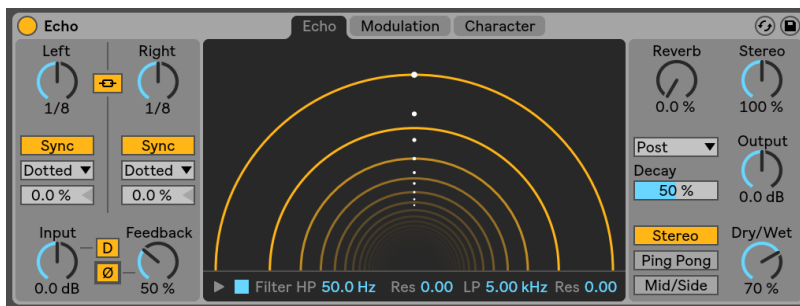 Echo
Echo Modulation Character
Left Right
1/8 1/8
Sync Sync
Dotted Dotted
0.0 % 0.0 %
Input Feedback
D
Ø
0.0 dB 50 %
Filter HP 50.0 Hz Res 0.00 LP 5.00 kHz Res 0.00
Reverb Stereo
0.0 % 100 %
Post
Output
Decay
50 %
0.0 dB
Stereo
Dry/Wet
Ping Pong
Mid/Side
70 %